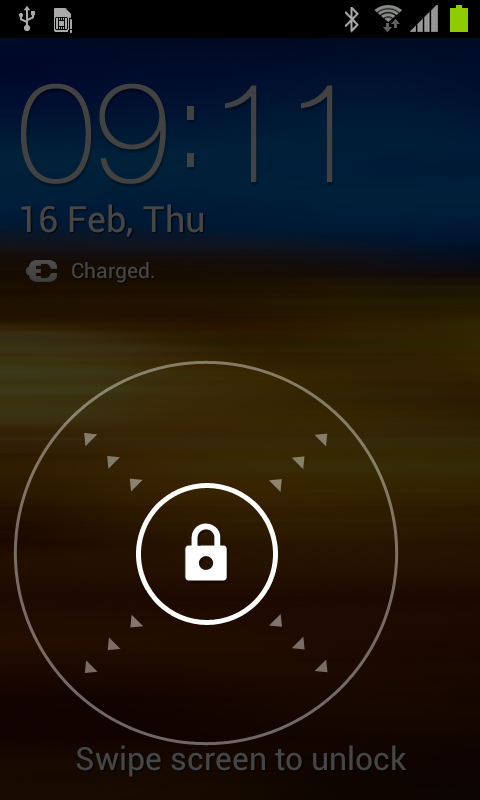 09:11
16 Feb, Thu
Charged.
Swipe screen to unlock